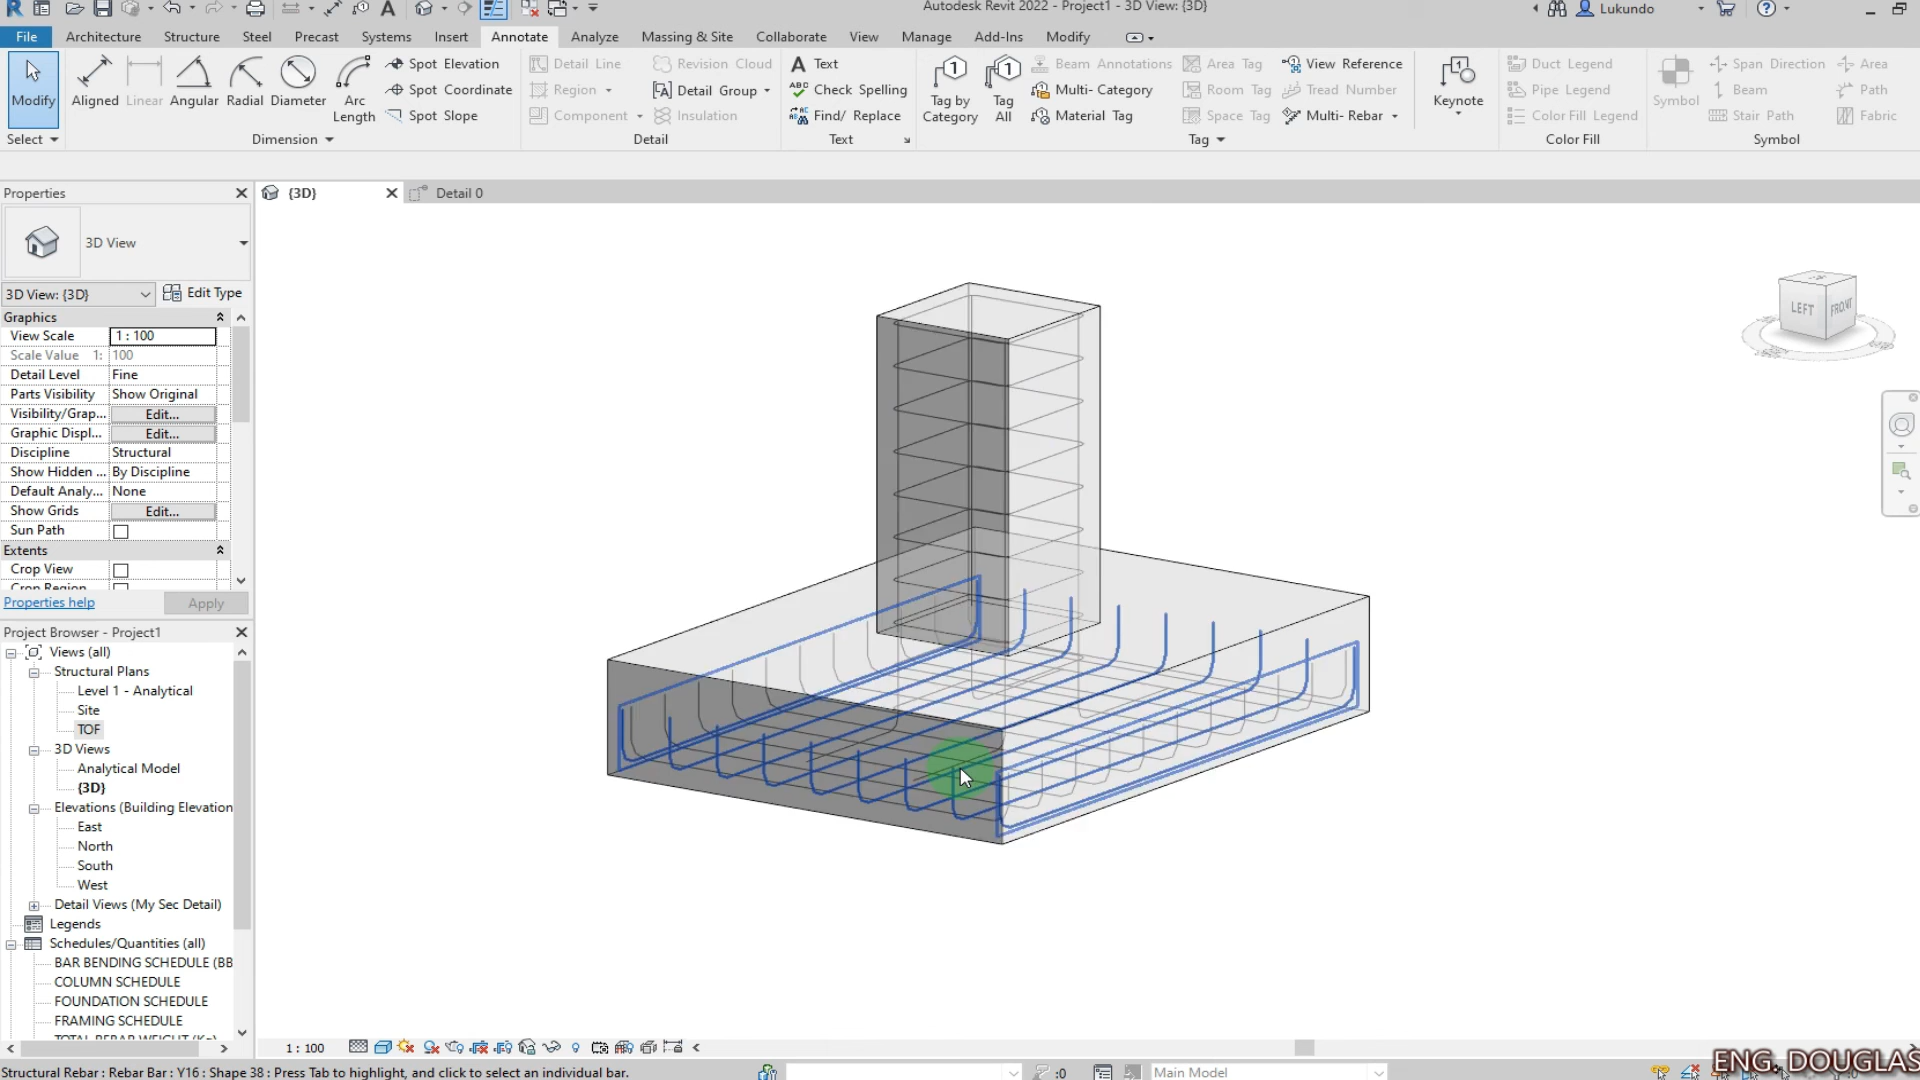 Autodesk Revit 2022 - Project1 - 3D View: {3D}
Lukundo
File Architecture Structure Steel Precast Systems Insert Annotate Analyze Massing & Site Collaborate View Manage Add-Ins Modify
Modify
Aligned Linear Angular Radial Diameter Arc Length
Spot Elevation
Spot Coordinate
Spot Slope
Detail Line
Region
Component
Revision Cloud
Detail Group
Insulation
Text
Check Spelling
Find/ Replace
Tag by Category
Tag All
Beam Annotations
Multi- Category
Material Tag
Area Tag
Room Tag
Space Tag
View Reference
Tread Number
Multi- Rebar
Keynote
Duct Legend
Pipe Legend
Color Fill Legend
Symbol
Span Direction
Beam
Stair Path
Area
Path
Fabric
Select Dimension Detail Text Tag Color Fill Symbol
Properties
{3D} Detail 0
3D View
3D View: {3D} Edit Type
Graphics
View Scale 1 : 100
Scale Value 1: 100
Detail Level Fine
Parts Visibility Show Original
Visibility/Grap... Edit...
Graphic Displ... Edit...
Discipline Structural
Show Hidden ... By Discipline
Default Analy... None
Show Grids Edit...
Sun Path
Extents
Crop View
Crop Region
Properties help Apply
LEFT FRONT
Project Browser - Project1
Views (all)
Structural Plans
Level 1 - Analytical
Site
TOF
3D Views
Analytical Model
{3D}
Elevations (Building Elevation
East
North
South
West
Detail Views (My Sec Detail)
Legends
Schedules/Quantities (all)
BAR BENDING SCHEDULE (BB
COLUMN SCHEDULE
FOUNDATION SCHEDULE
FRAMING SCHEDULE
TOTAL REBAR WEIGHT (Kg)
1 : 100
Structural Rebar : Rebar Bar : Y16 : Shape 38 : Press Tab to highlight, and click to select an individual bar.
:0
Main Model
ENG. DOUGLAS